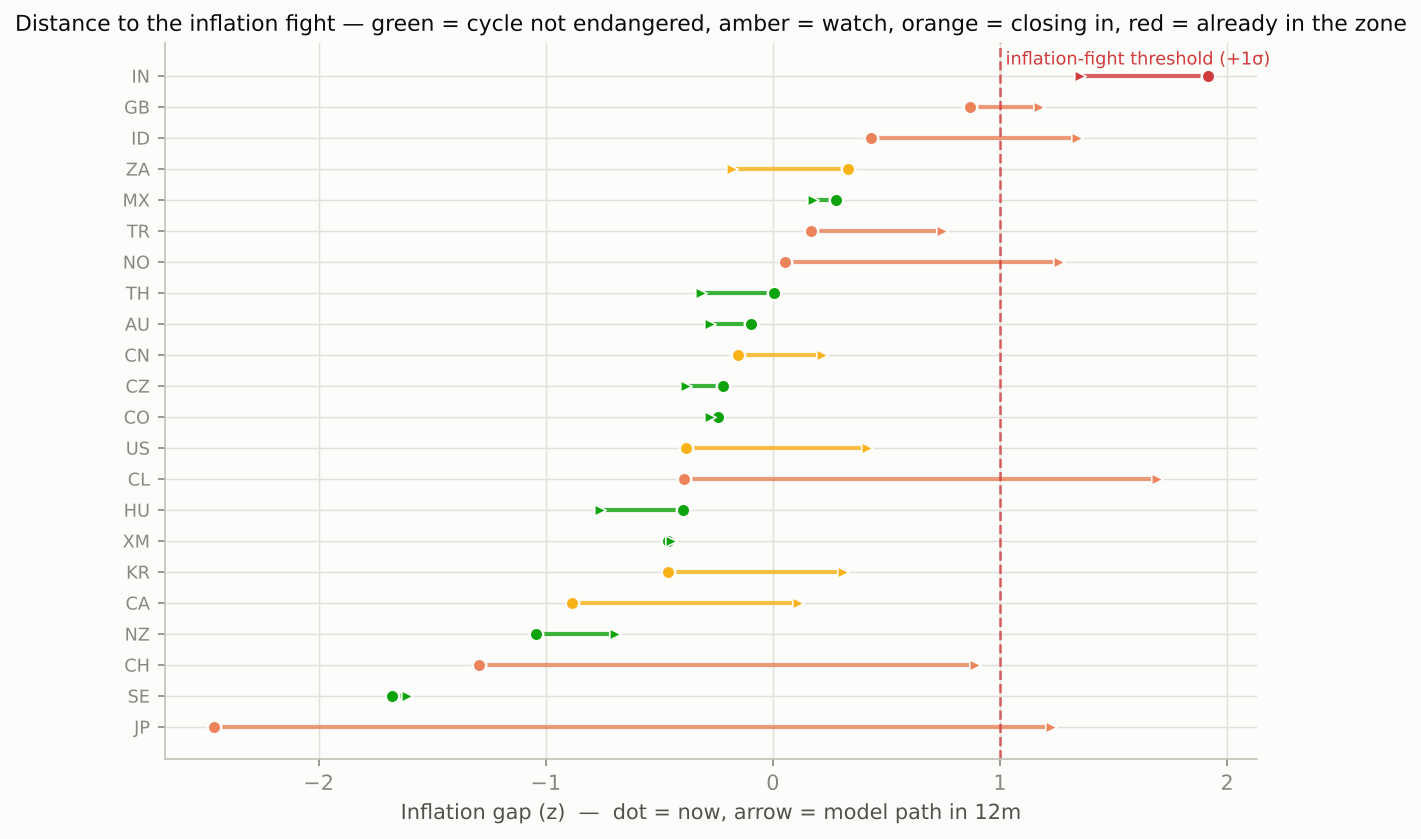 Distance to the inflation fight — green = cycle not endangered, amber = watch, orange = closing in, red = already in the zone
inflation-fight threshold (+1σ)
IN
GB
ID
ZA
MX
TR
NO
TH
AU
CN
CZ
CO
US
CL
HU
XM
KR
CA
NZ
CH
SE
JP
−2 −1 0 1 2
Inflation gap (z) — dot = now, arrow = model path in 12m